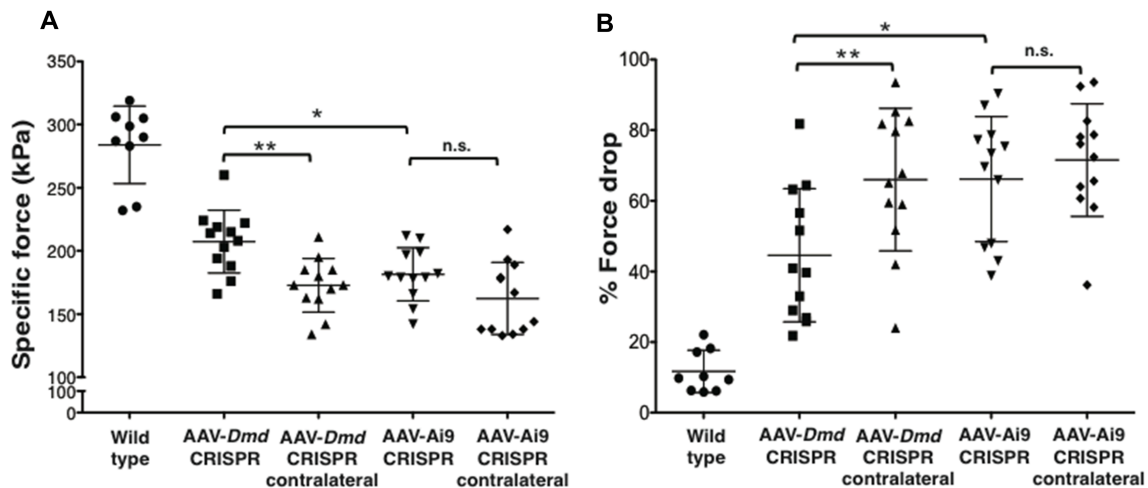 A
Specific force (kPa)
350
300
250
200
150
100
100
0
*
**
n.s.
Wild
type
AAV-Dmd
CRISPR
AAV-Dmd
CRISPR
contralateral
AAV-Ai9
CRISPR
AAV-Ai9
CRISPR
contralateral
B
% Force drop
100
80
60
40
20
0
*
**
n.s.
Wild
type
AAV-Dmd
CRISPR
AAV-Dmd
CRISPR
contralateral
AAV-Ai9
CRISPR
AAV-Ai9
CRISPR
contralateral